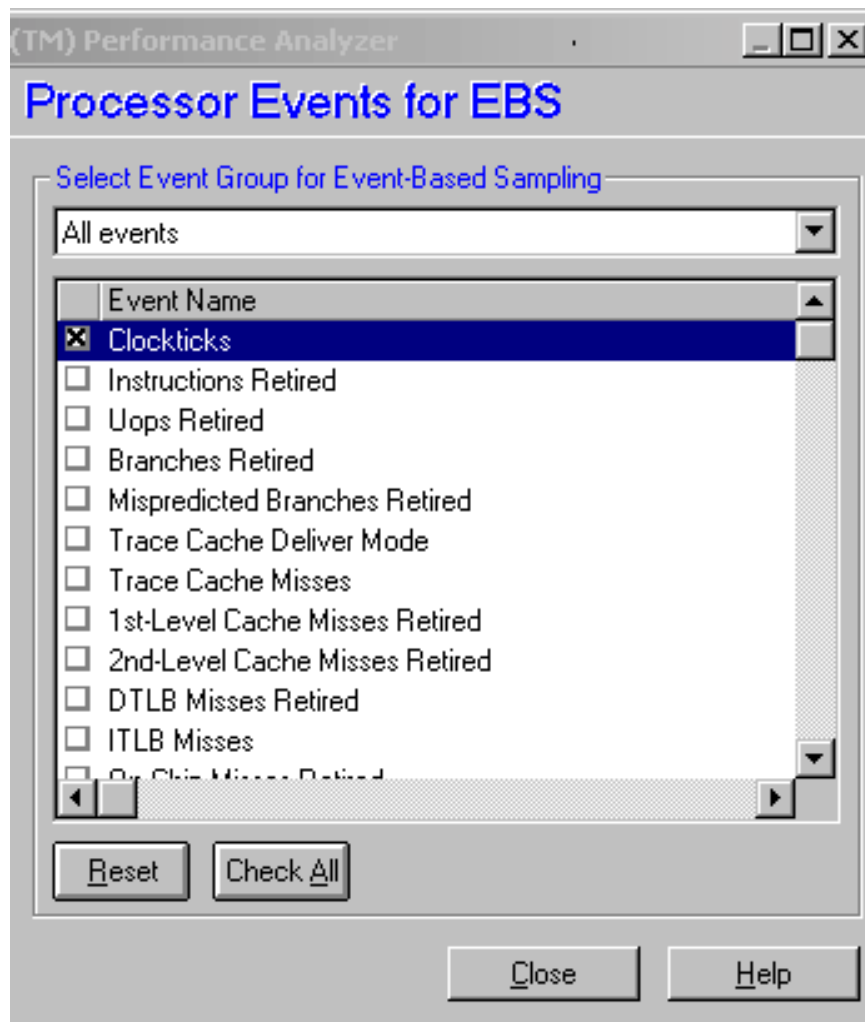 (TM) Performance Analyzer
Processor Events for EBS
Select Event Group for Event-Based Sampling
All events
Event Name
Clockticks
Instructions Retired
Uops Retired
Branches Retired
Mispredicted Branches Retired
Trace Cache Deliver Mode
Trace Cache Misses
1st-Level Cache Misses Retired
2nd-Level Cache Misses Retired
DTLB Misses Retired
ITLB Misses
Reset Check All
Close Help